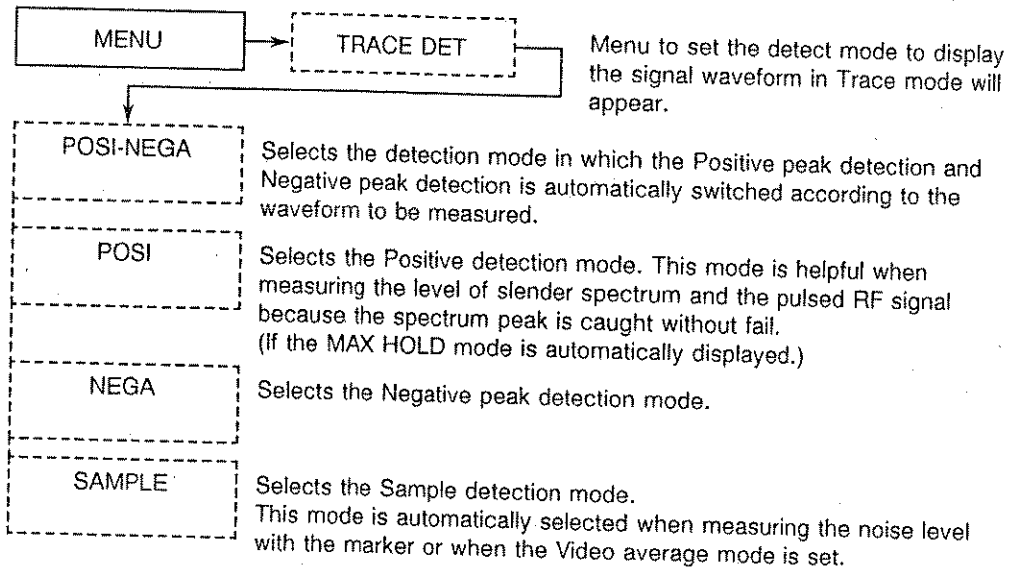 MENU
TRACE DET
Menu to set the detect mode to display
the signal waveform in Trace mode will
appear.
POSI-NEGA
Selects the detection mode in which the Positive peak detection and
Negative peak detection is automatically switched according to the
waveform to be measured.
POSI
Selects the Positive detection mode. This mode is helpful when
measuring the level of slender spectrum and the pulsed RF signal
because the spectrum peak is caught without fail.
(If the MAX HOLD mode is automatically displayed.)
NEGA
Selects the Negative peak detection mode.
SAMPLE
Selects the Sample detection mode.
This mode is automatically selected when measuring the noise level
with the marker or when the Video average mode is set.